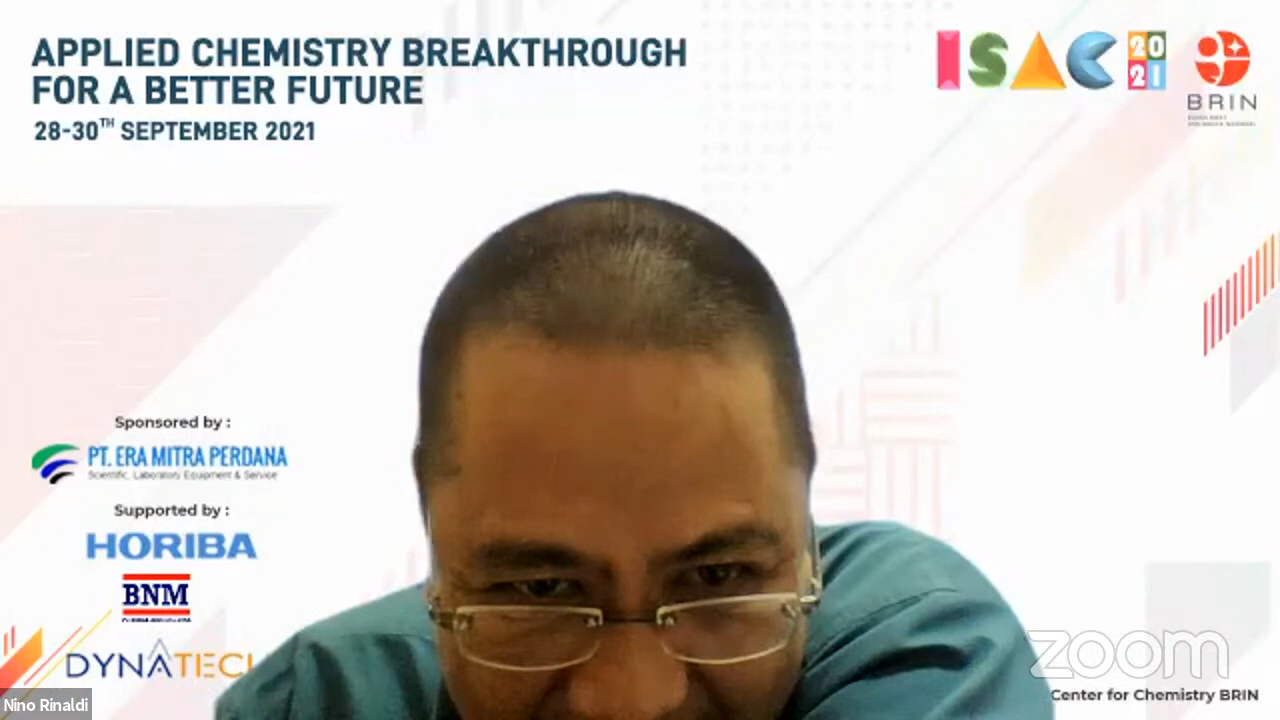 APPLIED CHEMISTRY BREAKTHROUGH
FOR A BETTER FUTURE
28-30TH SEPTEMBER 2021
ISAC 2021
BRIN
Sponsored by :
PT. ERA MITRA PERDANA
Scientific, Laboratory Equipment & Service
Supported by :
HORIBA
BNM
DYNATEC
zoom
Center for Chemistry BRIN
Nino Rinaldi